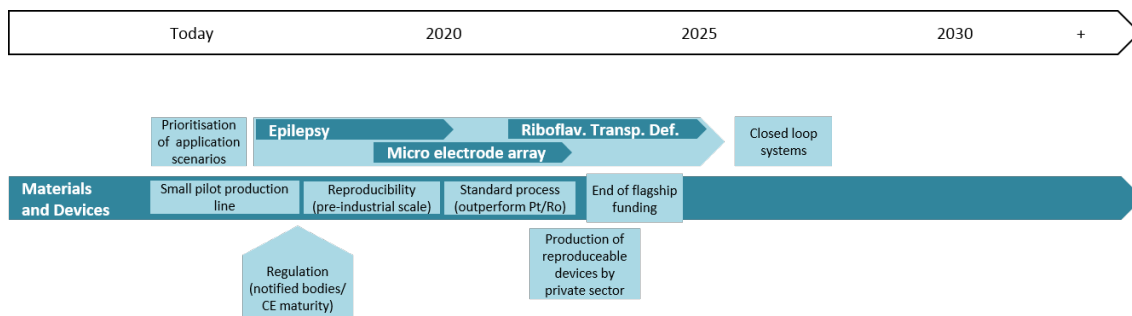 Today 2020 2025 2030 +
Prioritisation
of application
scenarios
Epilepsy
Riboflav. Transp. Def.
Micro electrode array
Closed loop
systems
Materials
and Devices
Small pilot production
line
Reproducibility
(pre-industrial scale)
Standard process
(outperform Pt/Ro)
End of flagship
funding
Regulation
(notified bodies/
CE maturity)
Production of
reproduceable
devices by
private sector